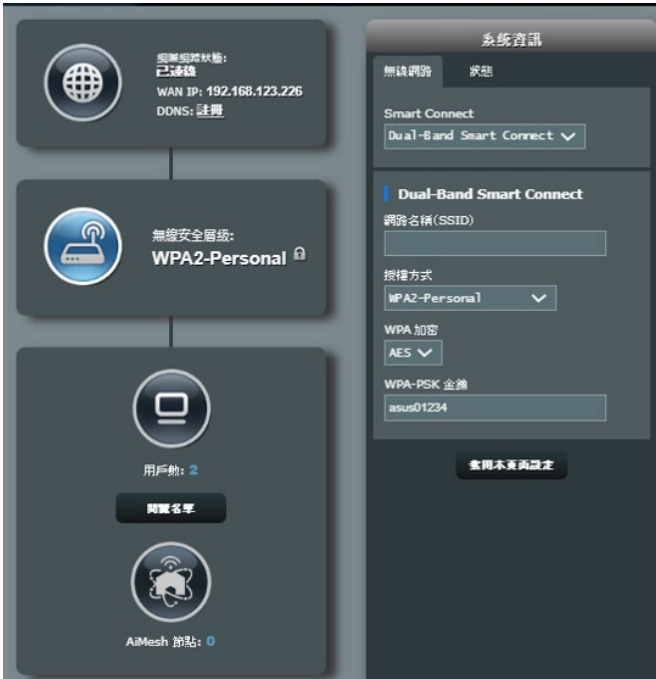 網際網路狀態:
已連線
WAN IP: 192.168.123.226
DDNS: 註冊
無線安全層級:
WPA2-Personal
用戶數: 2
閱覽名單
AiMesh 節點: 0
系統資訊
無線網路 狀態
Smart Connect
Dual-Band Smart Connect
Dual-Band Smart Connect
網路名稱(SSID)
授權方式
WPA2-Personal
WPA 加密
AES
WPA-PSK 金鑰
asus01234
套用本頁面設定